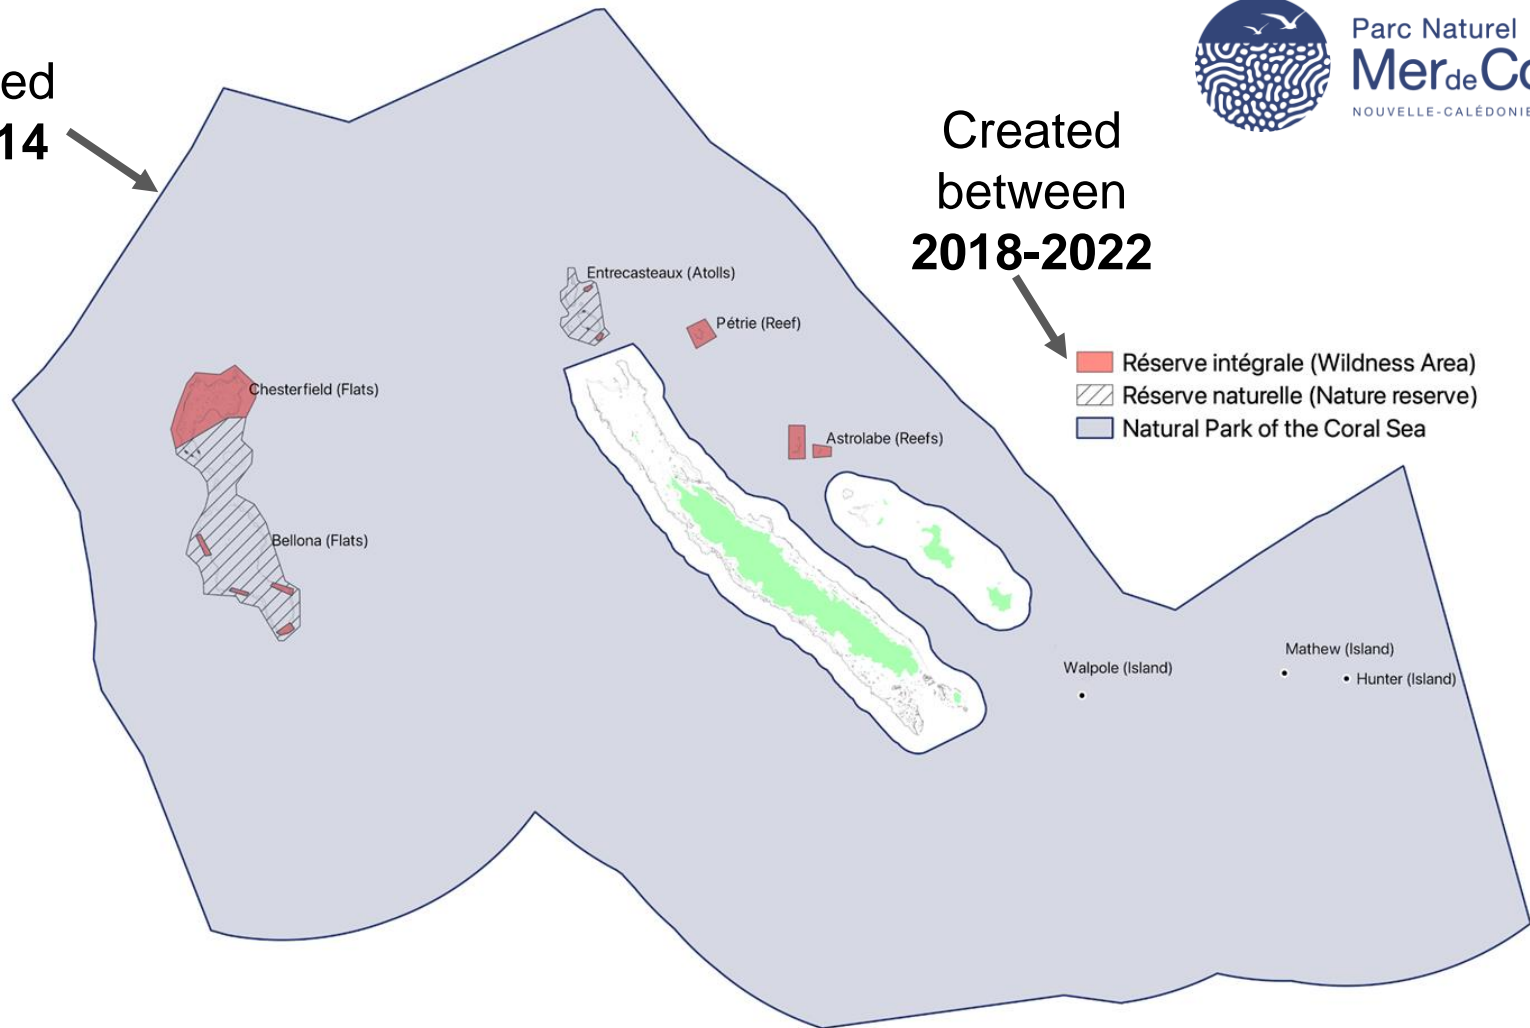 Parc Naturel
Mer de Co
NOUVELLE-CALÉDONIE
ed
14
Created
between
2018-2022
Entrecasteaux (Atolls)
Pétrie (Reef)
Réserve intégrale (Wildness Area)
Réserve naturelle (Nature reserve)
Natural Park of the Coral Sea
Chesterfield (Flats)
Astrolabe (Reefs)
Bellona (Flats)
Walpole (Island)
Mathew (Island)
Hunter (Island)